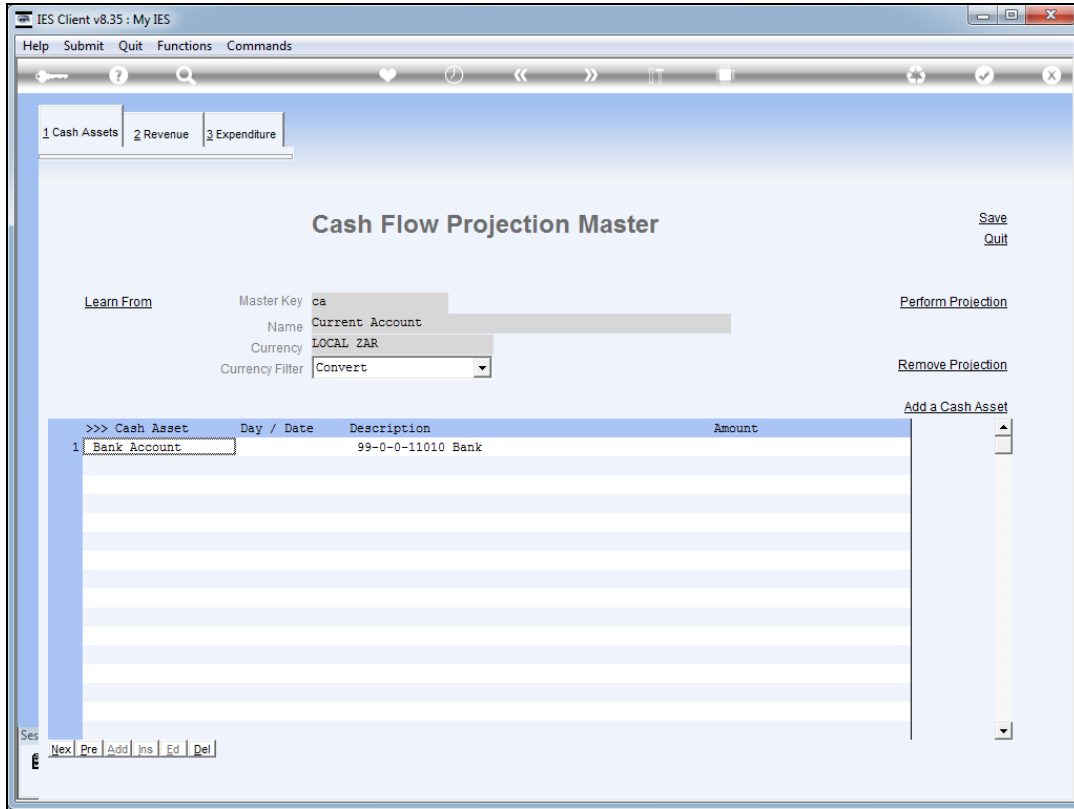 IES Client v8.35 : My IES
Help Submit Quit Functions Commands
1 Cash Assets 2 Revenue 3 Expenditure
Cash Flow Projection Master
Save
Quit
Learn From
Master Key ca
Perform Projection
Name Current Account
Currency LOCAL ZAR
Currency Filter Convert
Remove Projection
Add a Cash Asset
>>> Cash Asset Day / Date Description Amount
1 Bank Account 99-0-0-11010 Bank
Ses
Nex Pre Add Ins Ed Del